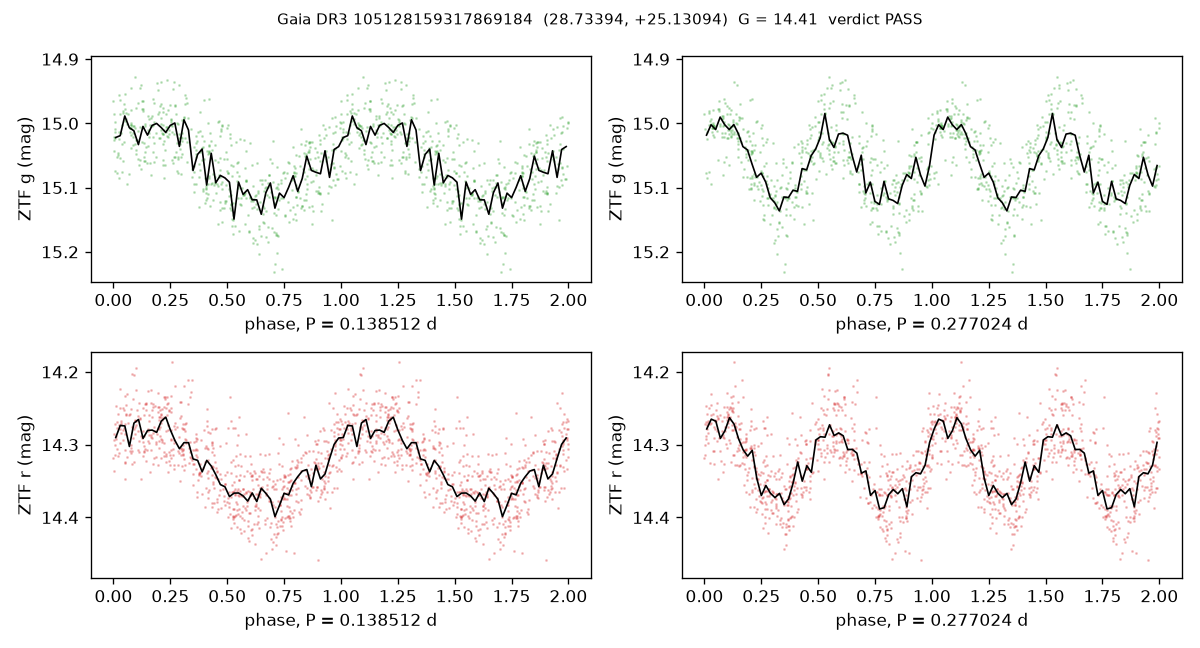 Gaia DR3 105128159317869184 (28.73394, +25.13094) G = 14.41 verdict PASS
14.9
15.0
15.1
15.2
ZTF g (mag)
0.00 0.25 0.50 0.75 1.00 1.25 1.50 1.75 2.00
phase, P = 0.138512 d
14.9
15.0
15.1
15.2
ZTF g (mag)
0.00 0.25 0.50 0.75 1.00 1.25 1.50 1.75 2.00
phase, P = 0.277024 d
14.2
14.3
14.4
ZTF r (mag)
0.00 0.25 0.50 0.75 1.00 1.25 1.50 1.75 2.00
phase, P = 0.138512 d
14.2
14.3
14.4
ZTF r (mag)
0.00 0.25 0.50 0.75 1.00 1.25 1.50 1.75 2.00
phase, P = 0.277024 d